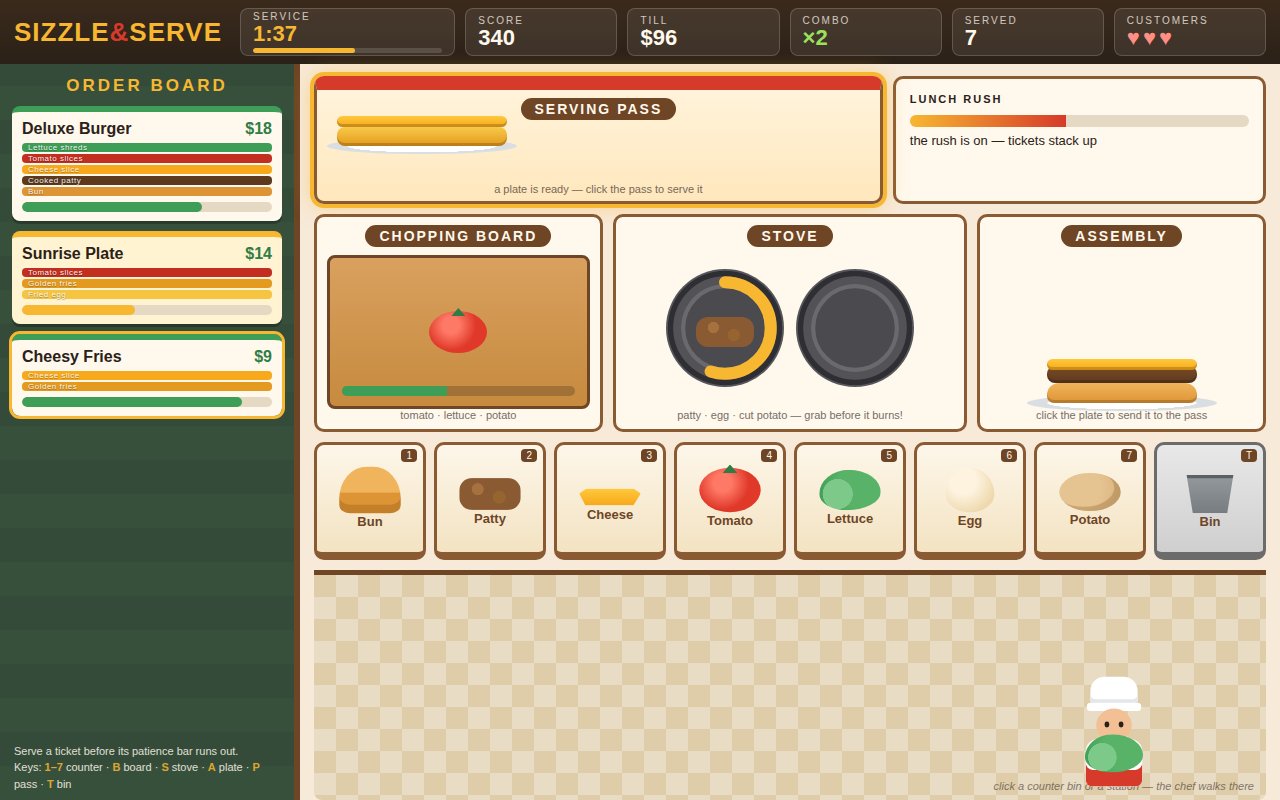 SIZZLE&SERVE
SERVICE
1:37
SCORE
340
TILL
$96
COMBO
×2
SERVED
7
CUSTOMERS
ORDER BOARD
Deluxe Burger $18
Lettuce shreds
Tomato slices
Cheese slice
Cooked patty
Bun
Sunrise Plate $14
Tomato slices
Golden fries
Fried egg
Cheesy Fries $9
Cheese slice
Golden fries
Serve a ticket before its patience bar runs out.
Keys: 1–7 counter · B board · S stove · A plate · P
pass · T bin
SERVING PASS
a plate is ready — click the pass to serve it
LUNCH RUSH
the rush is on — tickets stack up
CHOPPING BOARD
tomato · lettuce · potato
STOVE
patty · egg · cut potato — grab before it burns!
ASSEMBLY
click the plate to send it to the pass
1
Bun
2
Patty
3
Cheese
4
Tomato
5
Lettuce
6
Egg
7
Potato
T
Bin
click a counter bin or a station — the chef walks there